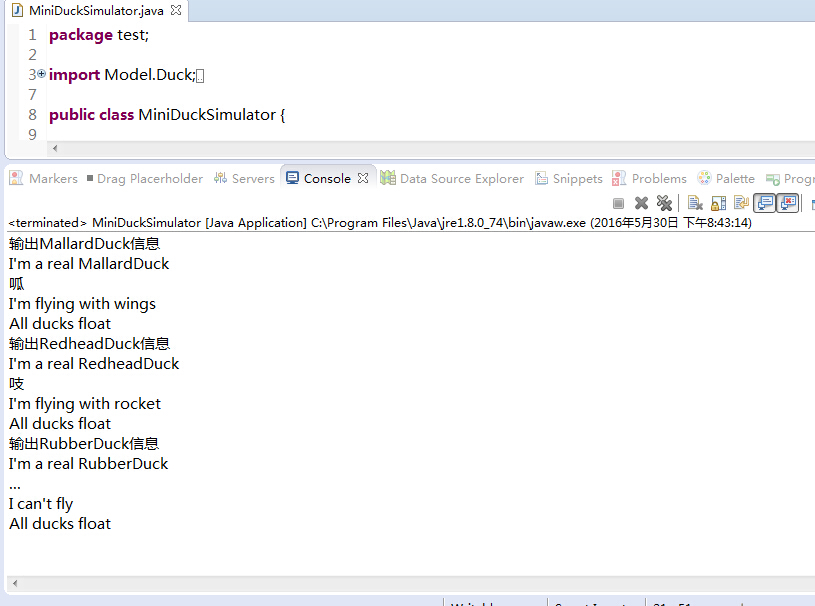 MiniDuckSimulator.java
1 package test;
2
3 import Model.Duck;
7
8 public class MiniDuckSimulator {
9
Markers Drag Placeholder Servers Console Data Source Explorer Snippets Problems Palette
<terminated> MiniDuckSimulator [Java Application] C:\Program Files\Java\jre1.8.0_74\bin\javaw.exe (2016年5月30日 下午8:43:14)
输出MallardDuck信息
I'm a real MallardDuck
呱
I'm flying with wings
All ducks float
输出RedheadDuck信息
I'm a real RedheadDuck
吱
I'm flying with rocket
All ducks float
输出RubberDuck信息
I'm a real RubberDuck
...
I can't fly
All ducks float